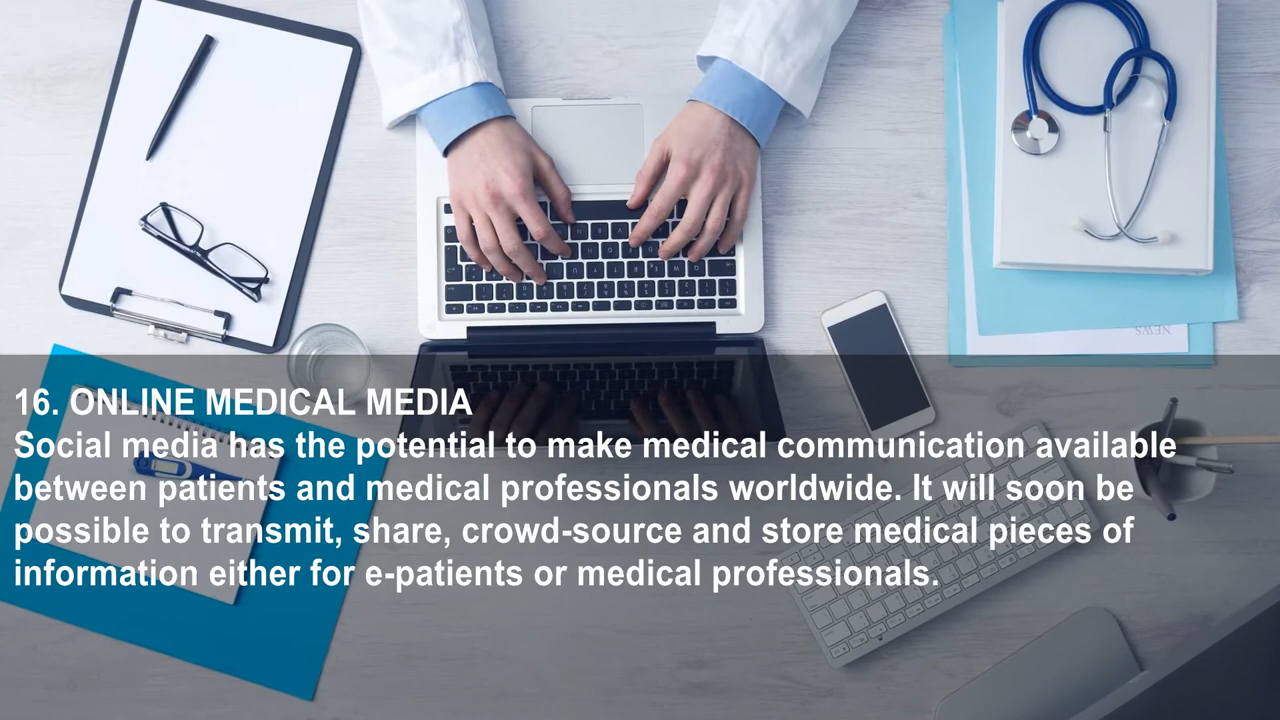 NEWS
16. ONLINE MEDICAL MEDIA
Social media has the potential to make medical communication available
between patients and medical professionals worldwide. It will soon be
possible to transmit, share, crowd-source and store medical pieces of
information either for e-patients or medical professionals.